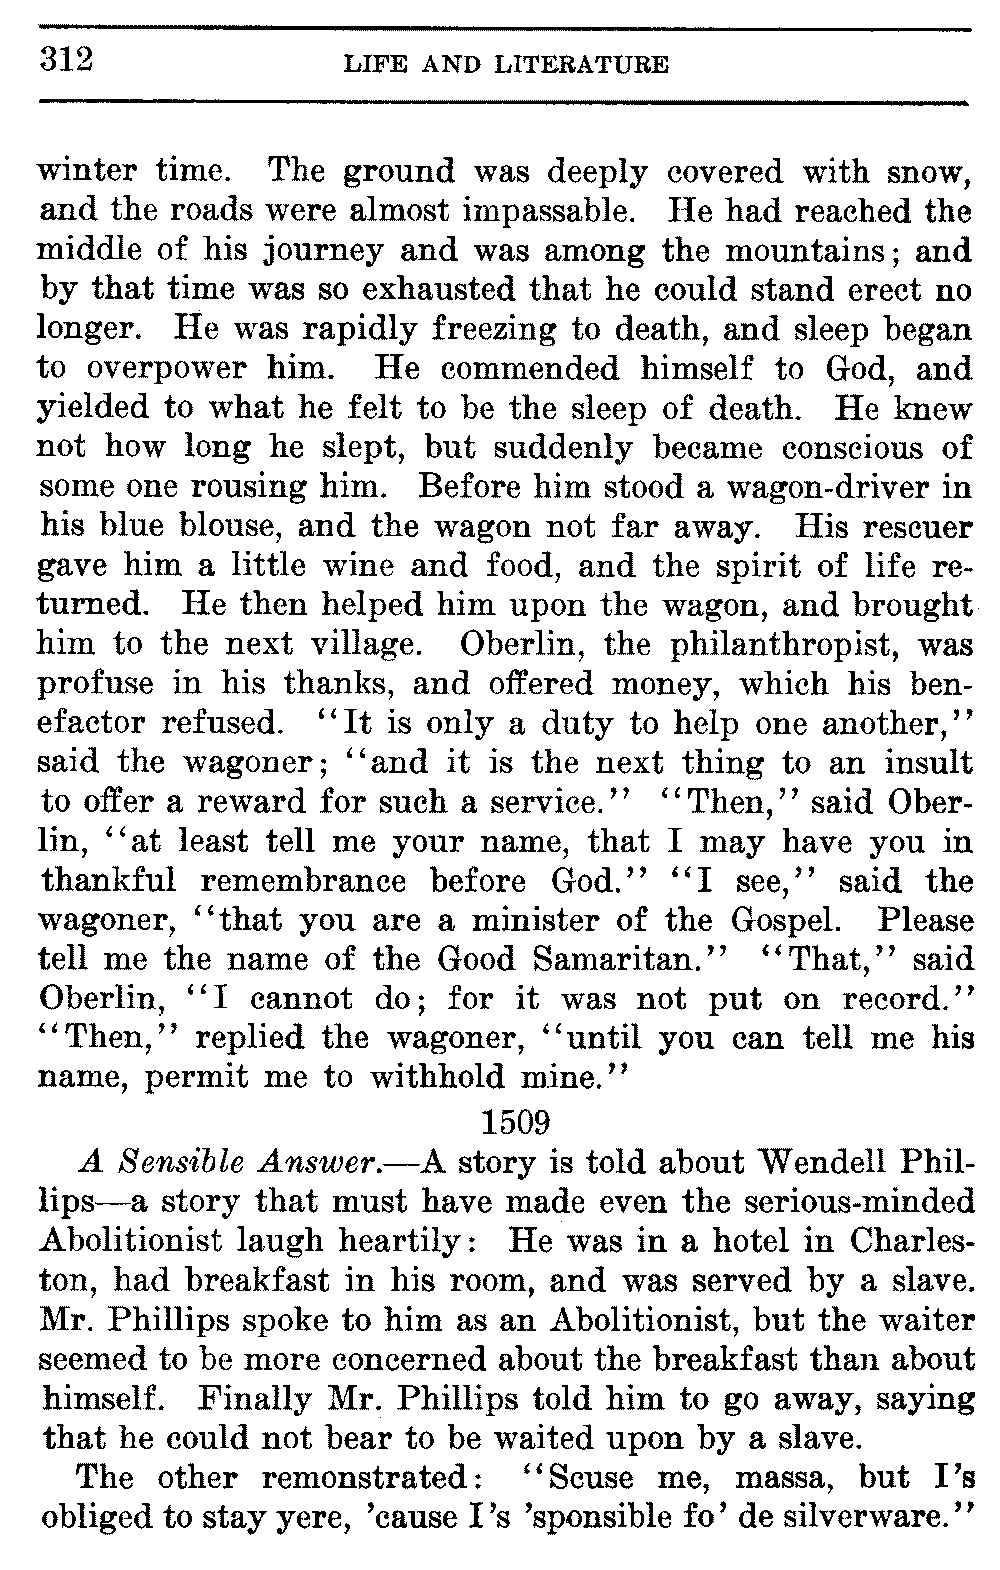 312
LIFE AND LITERATURE
winter time. The ground was deeply covered with snow,
and the roads were almost impassable. He had reached the
middle of his journey and was among the mountains; and
by that time was so exhausted that he could stand erect no
longer. He was rapidly freezing to death, and sleep began
to overpower him. He commended himself to God, and
yielded to what he felt to be the sleep of death. He knew
not how long he slept, but suddenly became conscious of
some one rousing him. Before him stood a wagon-driver in
his blue blouse, and the wagon not far away. His rescuer
gave him a little wine and food, and the spirit of life re-
turned. He then helped him upon the wagon, and brought
him to the next village. Oberlin, the philanthropist, was
profuse in his thanks, and offered money, which his ben-
efactor refused. "It is only a duty to help one another,"
said the wagoner; "and it is the next thing to an insult
to offer a reward for such a service." "Then," said Ober-
lin, "at least tell me your name, that I may have you in
thankful remembrance before God." "I see," said the
wagoner, "that you are a minister of the Gospel. Please
tell me the name of the Good Samaritan." "That," said
Oberlin, "I cannot do; for it was not put on record."
"Then," replied the wagoner, "until you can tell me his
name, permit me to withhold mine."
1509
A Sensible Answer.—A story is told about Wendell Phil-
lips—a story that must have made even the serious-minded
Abolitionist laugh heartily: He was in a hotel in Charles-
ton, had breakfast in his room, and was served by a slave.
Mr. Phillips spoke to him as an Abolitionist, but the waiter
seemed to be more concerned about the breakfast than about
himself. Finally Mr. Phillips told him to go away, saying
that he could not bear to be waited upon by a slave.
The other remonstrated: "Scuse me, massa, but I's
obliged to stay yere, 'cause I's 'sponsible fo' de silverware."